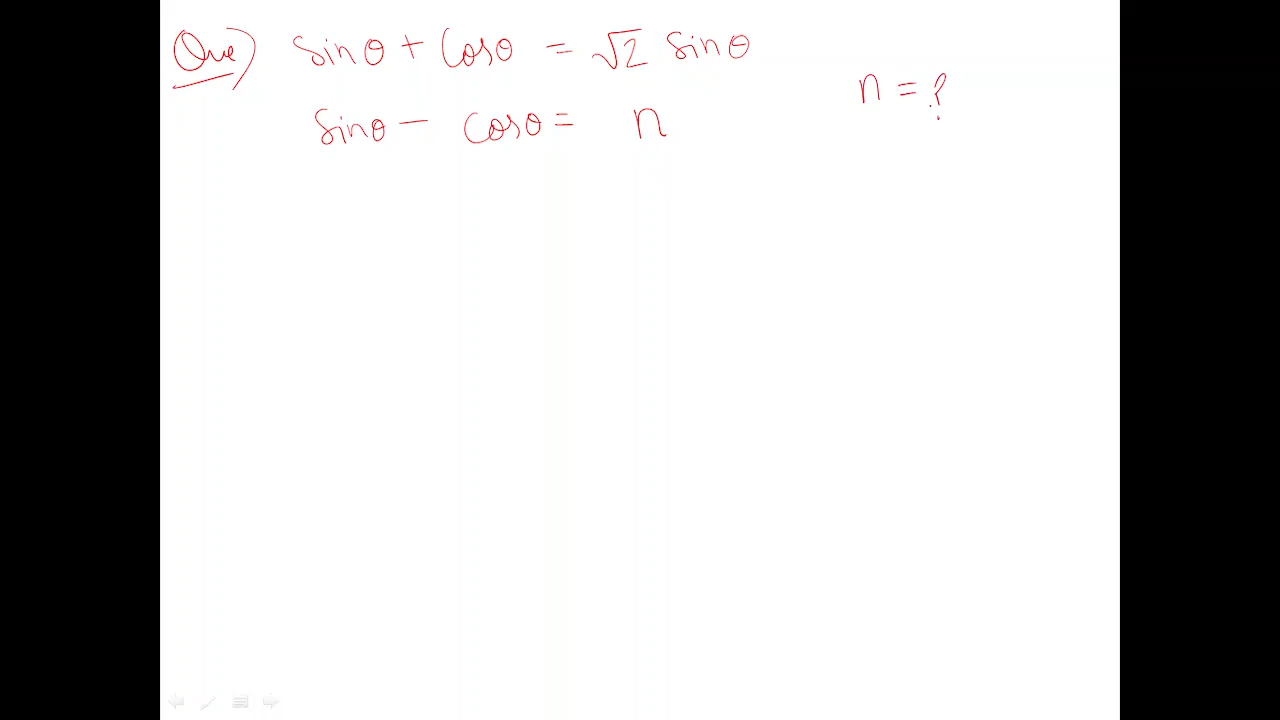 Que) sinθ + cosθ = √2 sinθ
sinθ - cosθ = n
n = ?